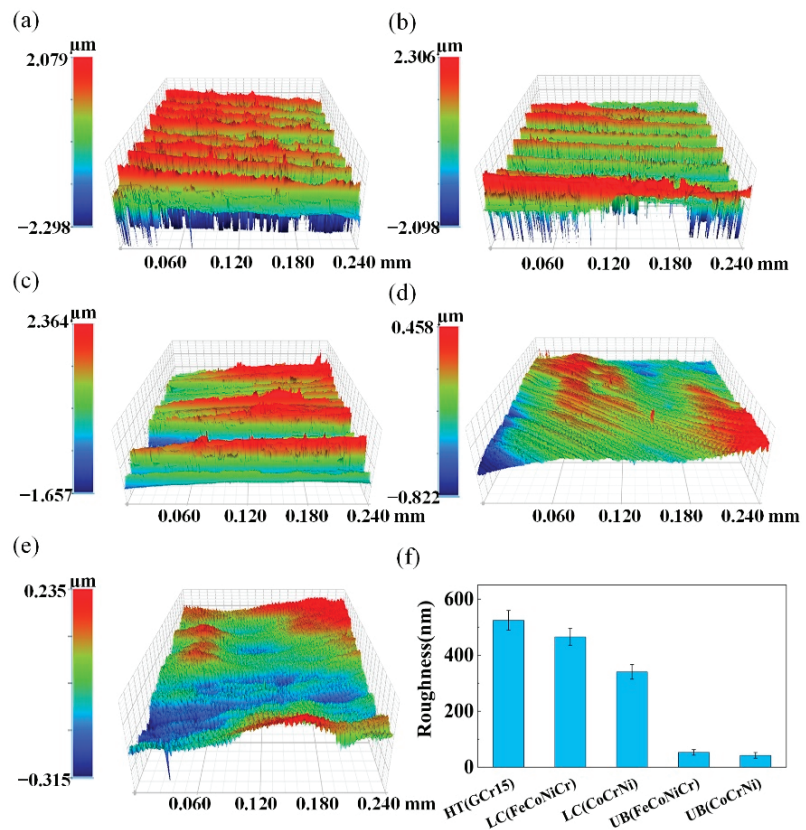 (a)
µm
2.079
−2.298
0.060 0.120 0.180 0.240 mm
(b)
µm
2.306
−2.098
0.060 0.120 0.180 0.240 mm
(c)
µm
2.364
−1.657
0.060 0.120 0.180 0.240 mm
(d)
µm
0.458
−0.822
0.060 0.120 0.180 0.240 mm
(e)
µm
0.235
−0.315
0.060 0.120 0.180 0.240 mm
(f)
Roughness(nm)
600
400
200
0
HT(GCr15)
LC(FeCoNiCr)
LC(CoCrNi)
UB(FeCoNiCr)
UB(CoCrNi)